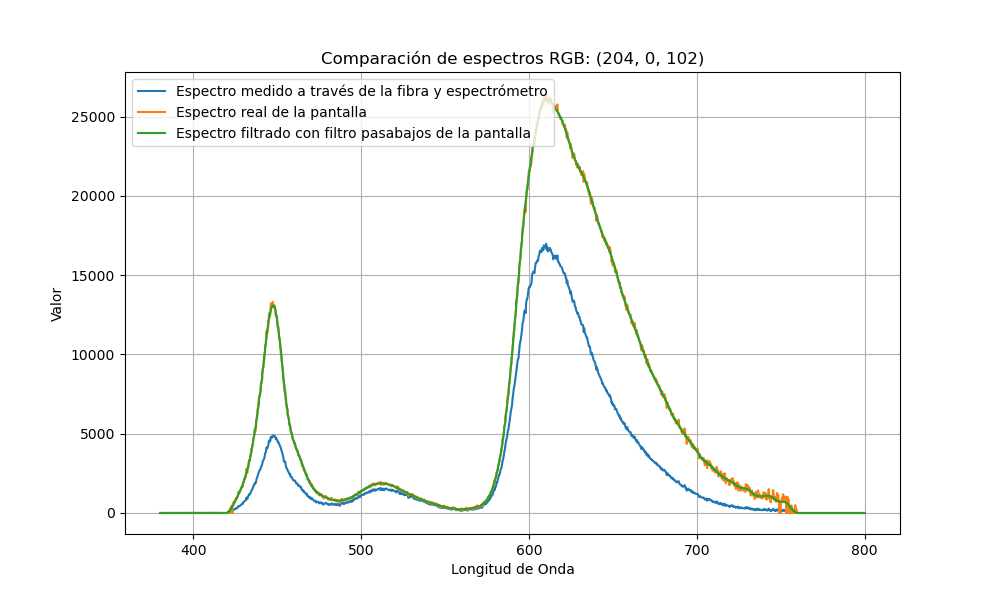 Comparación de espectros RGB: (204, 0, 102)
Espectro medido a través de la fibra y espectrómetro
Espectro real de la pantalla
Espectro filtrado con filtro pasabajos de la pantalla
25000
20000
15000
10000
5000
0
Valor
400 500 600 700 800
Longitud de Onda